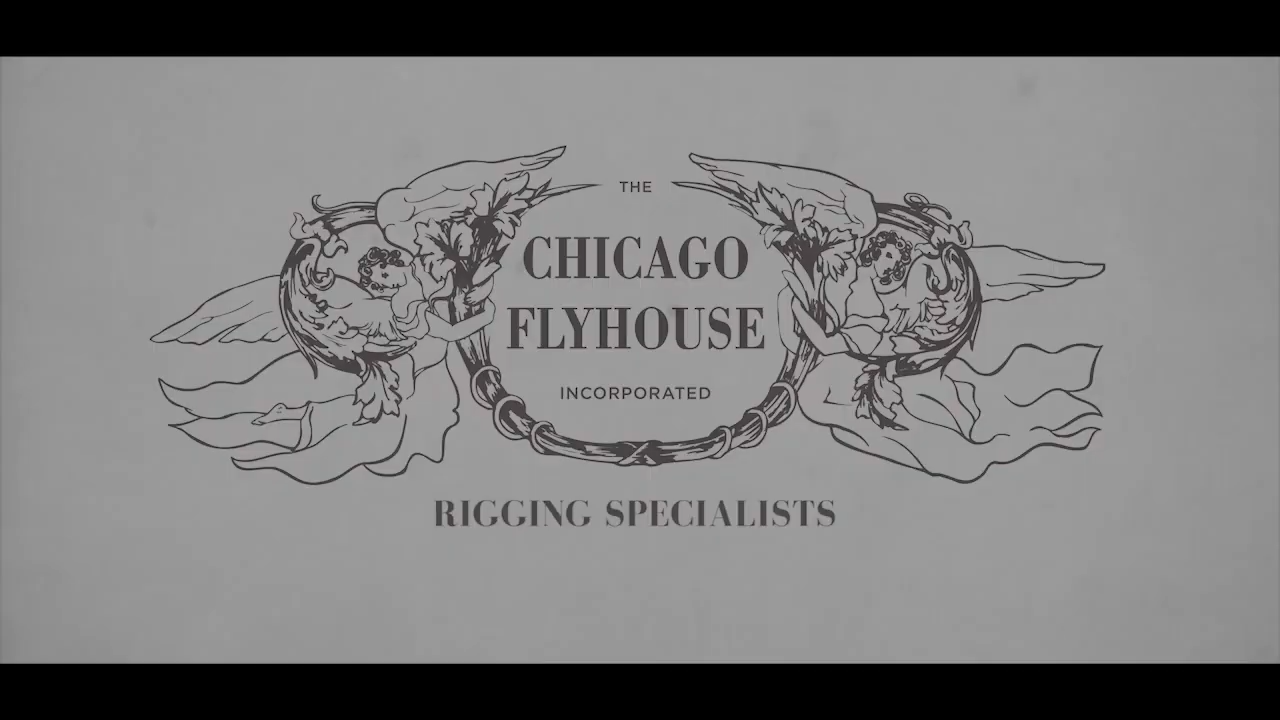 THE
CHICAGO
FLYHOUSE
INCORPORATED
RIGGING SPECIALISTS